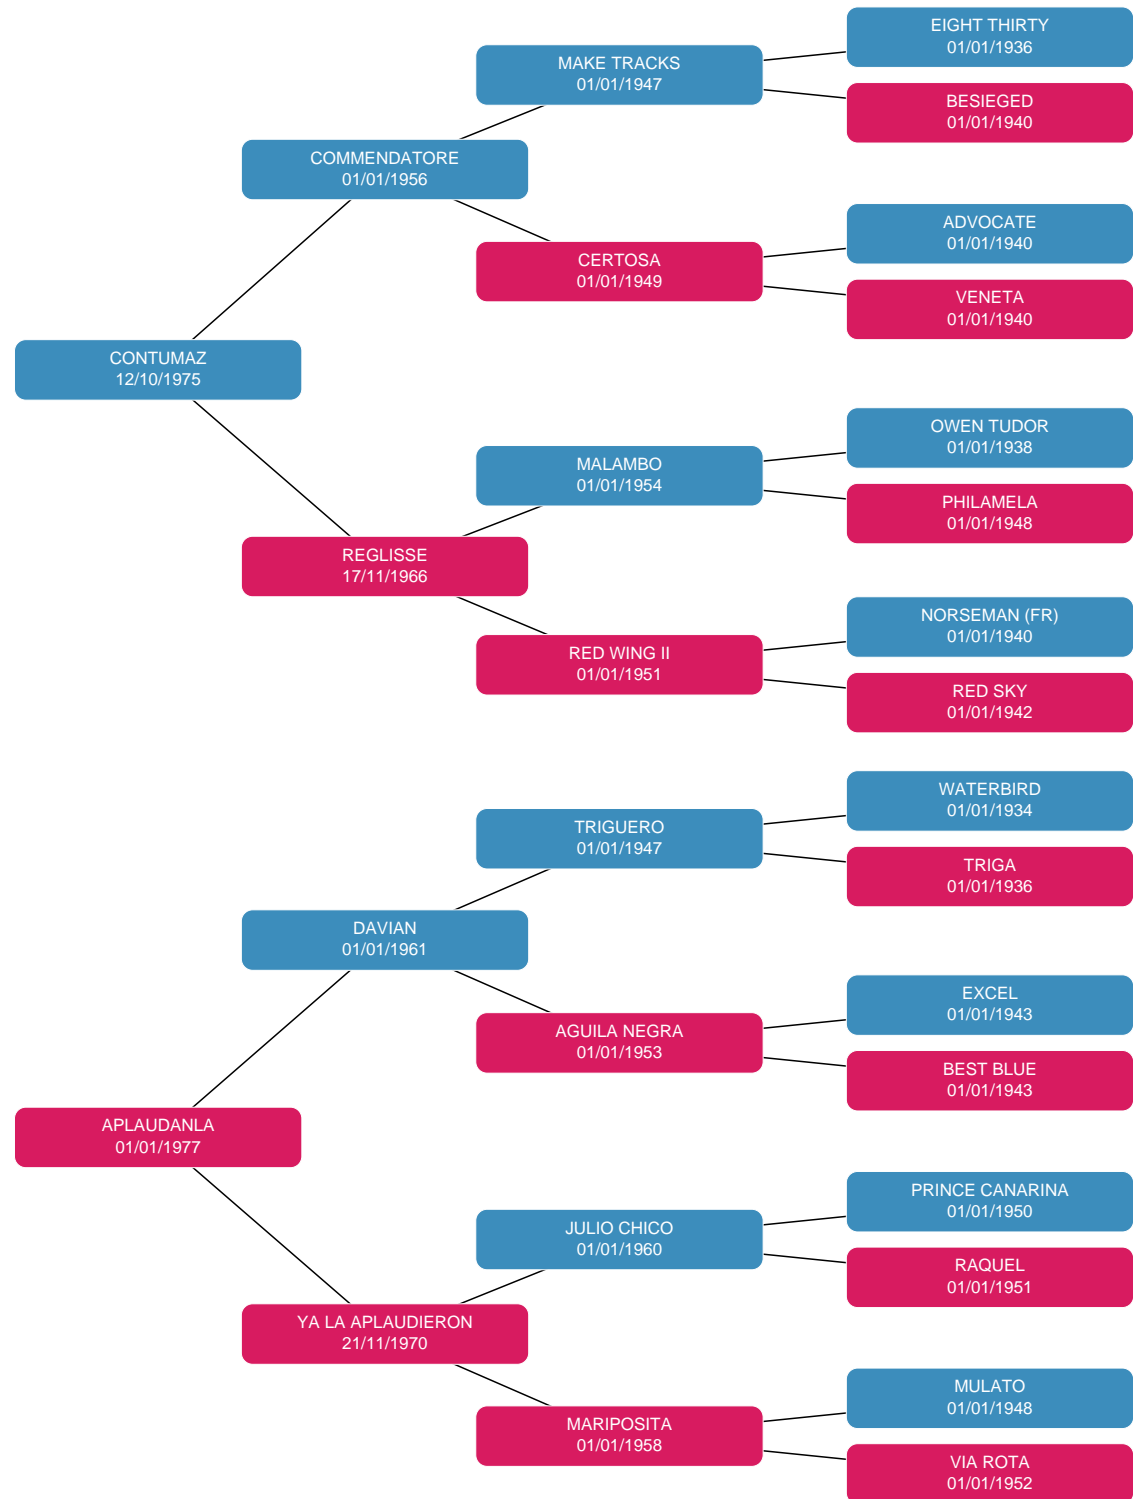 EIGHT THIRTY
01/01/1936
MAKE TRACKS
01/01/1947
BESIEGED
01/01/1940
COMMENDATORE
01/01/1956
ADVOCATE
01/01/1940
CERTOSA
01/01/1949
VENETA
01/01/1940
CONTUMAZ
12/10/1975
OWEN TUDOR
01/01/1938
MALAMBO
01/01/1954
PHILAMELA
01/01/1948
REGLISSE
17/11/1966
NORSEMAN (FR)
01/01/1940
RED WING II
01/01/1951
RED SKY
01/01/1942
WATERBIRD
01/01/1934
TRIGUERO
01/01/1947
TRIGA
01/01/1936
DAVIAN
01/01/1961
EXCEL
01/01/1943
AGUILA NEGRA
01/01/1953
BEST BLUE
01/01/1943
APLAUDANLA
01/01/1977
PRINCE CANARINA
01/01/1950
JULIO CHICO
01/01/1960
RAQUEL
01/01/1951
YA LA APLAUDIERON
21/11/1970
MULATO
01/01/1948
MARIPOSITA
01/01/1958
VIA ROTA
01/01/1952